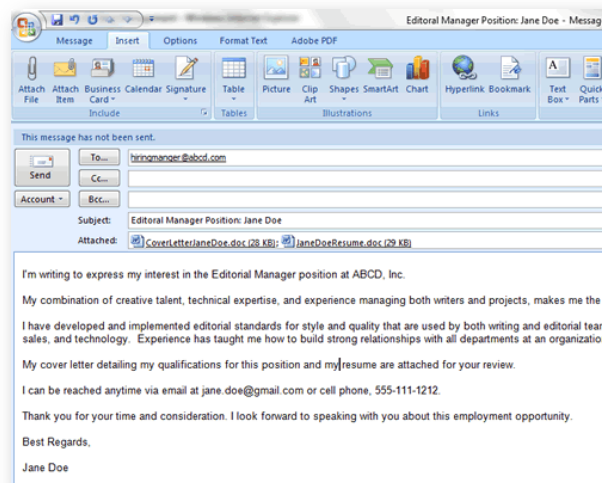 Editoral Manager Position: Jane Doe - Messag
Message Insert Options Format Text Adobe PDF
Attach File Attach Item Business Card Calendar Signature Table Picture Clip Art Shapes SmartArt Chart Hyperlink Bookmark Text Box Quick Parts
Include Tables Illustrations Links
This message has not been sent.
To... hiringmanger@abcd.com
Send
Cc...
Account Bcc...
Subject: Editoral Manager Position: Jane Doe
Attached: CoverLetterJaneDoe.doc (28 KB); JaneDoeResume.doc (29 KB)
I'm writing to express my interest in the Editorial Manager position at ABCD, Inc.
My combination of creative talent, technical expertise, and experience managing both writers and projects, makes me the
I have developed and implemented editorial standards for style and quality that are used by both writing and editorial tear
sales, and technology. Experience has taught me how to build strong relationships with all departments at an organizatio
My cover letter detailing my qualifications for this position and my resume are attached for your review.
I can be reached anytime via email at jane.doe@gmail.com or cell phone, 555-111-1212.
Thank you for your time and consideration. I look forward to speaking with you about this employment opportunity.
Best Regards,
Jane Doe